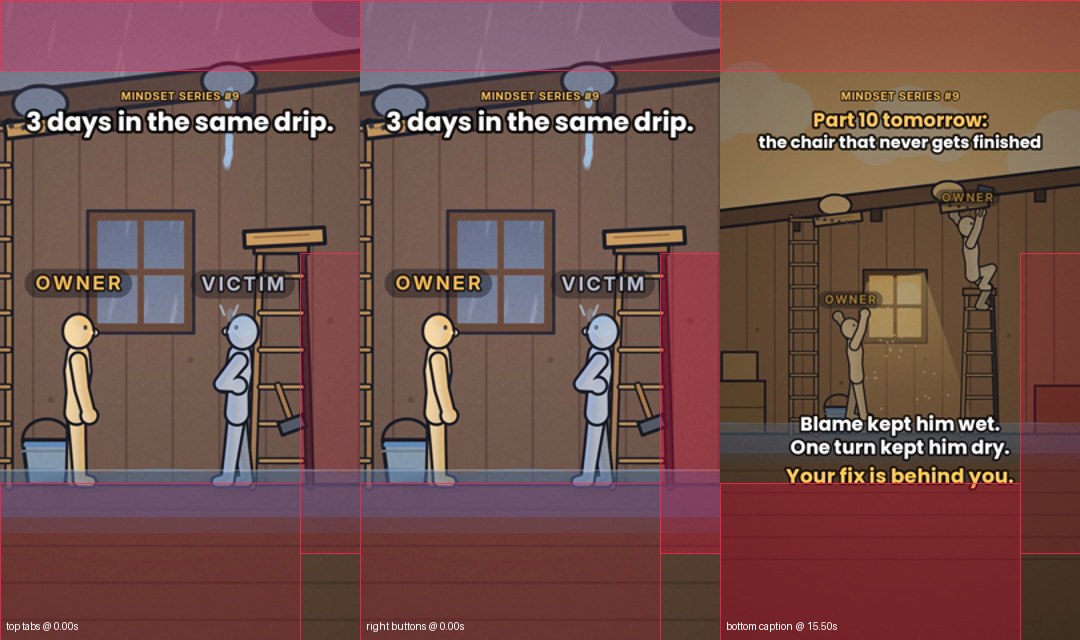 MINDSET SERIES #9
3 days in the same drip.
OWNER
VICTIM
top tabs @ 0.00s
MINDSET SERIES #9
3 days in the same drip.
OWNER
VICTIM
right buttons @ 0.00s
MINDSET SERIES #9
Part 10 tomorrow:
the chair that never gets finished
OWNER
OWNER
Blame kept him wet.
One turn kept him dry.
Your fix is behind you.
bottom caption @ 15.50s